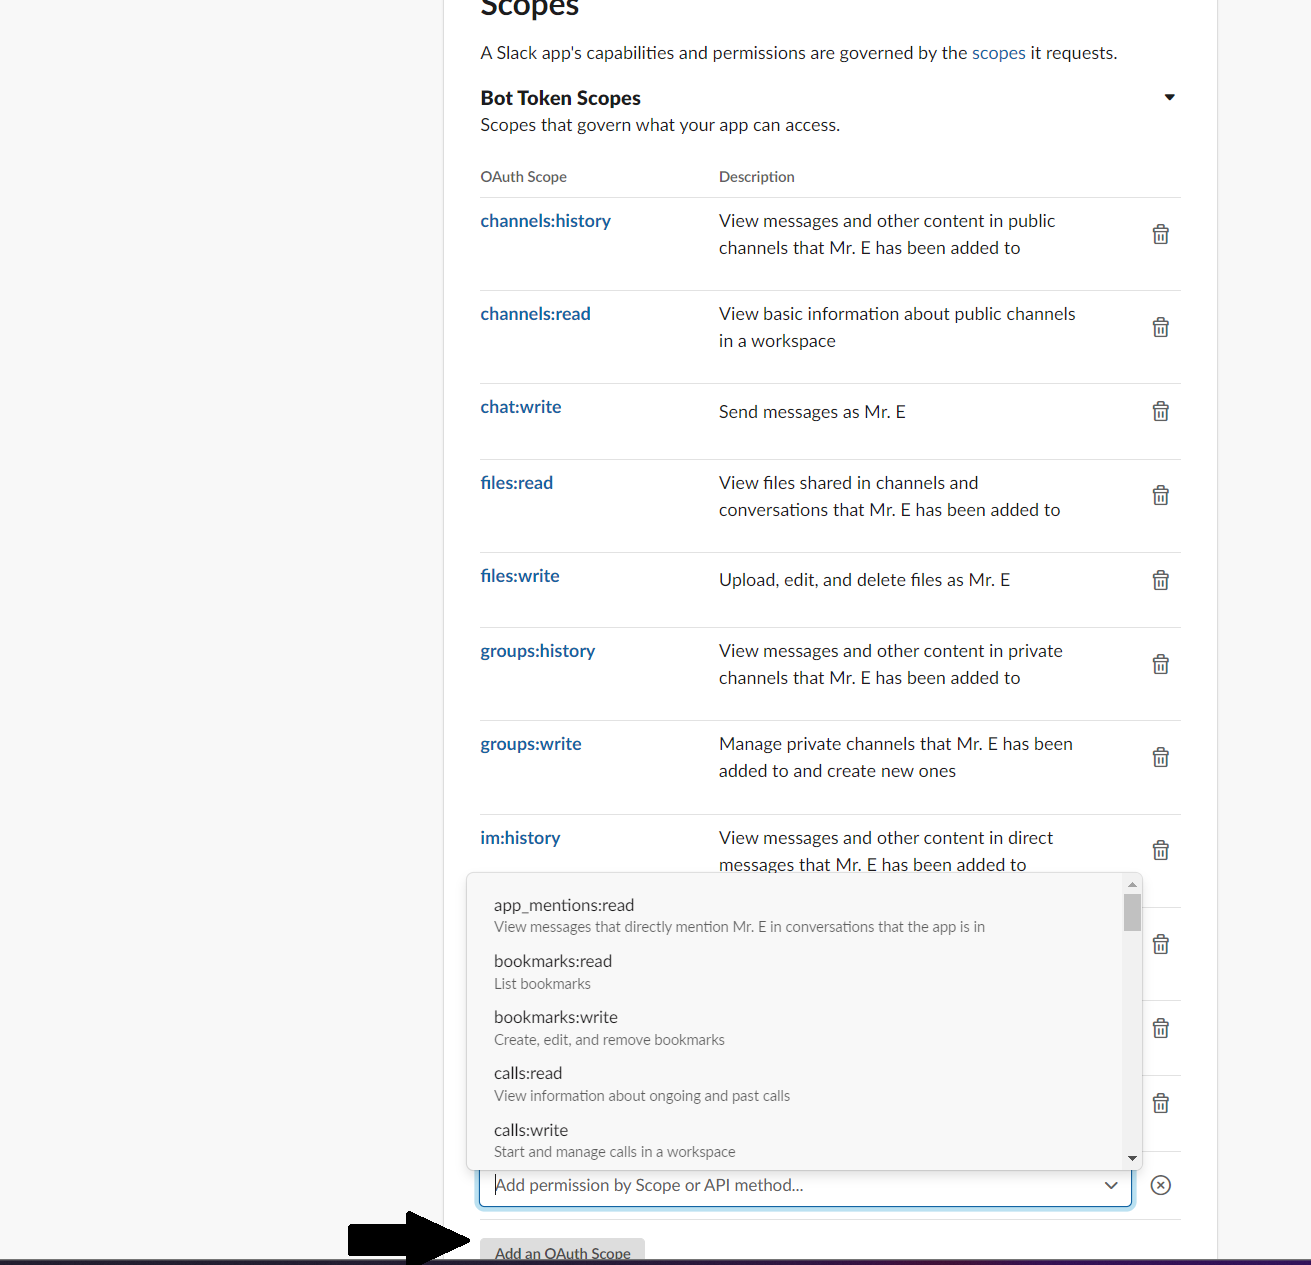 Scopes
A Slack app's capabilities and permissions are governed by the scopes it requests.
Bot Token Scopes
Scopes that govern what your app can access.
OAuth Scope
Description
channels:history
View messages and other content in public
channels that Mr. E has been added to
channels:read
View basic information about public channels
in a workspace
chat:write
Send messages as Mr. E
files:read
View files shared in channels and
conversations that Mr. E has been added to
files:write
Upload, edit, and delete files as Mr. E
groups:history
View messages and other content in private
channels that Mr. E has been added to
groups:write
Manage private channels that Mr. E has been
added to and create new ones
im:history
View messages and other content in direct
messages that Mr. E has been added to
app_mentions:read
View messages that directly mention Mr. E in conversations that the app is in
bookmarks:read
List bookmarks
bookmarks:write
Create, edit, and remove bookmarks
calls:read
View information about ongoing and past calls
calls:write
Start and manage calls in a workspace
Add permission by Scope or API method...
Add an OAuth Scope